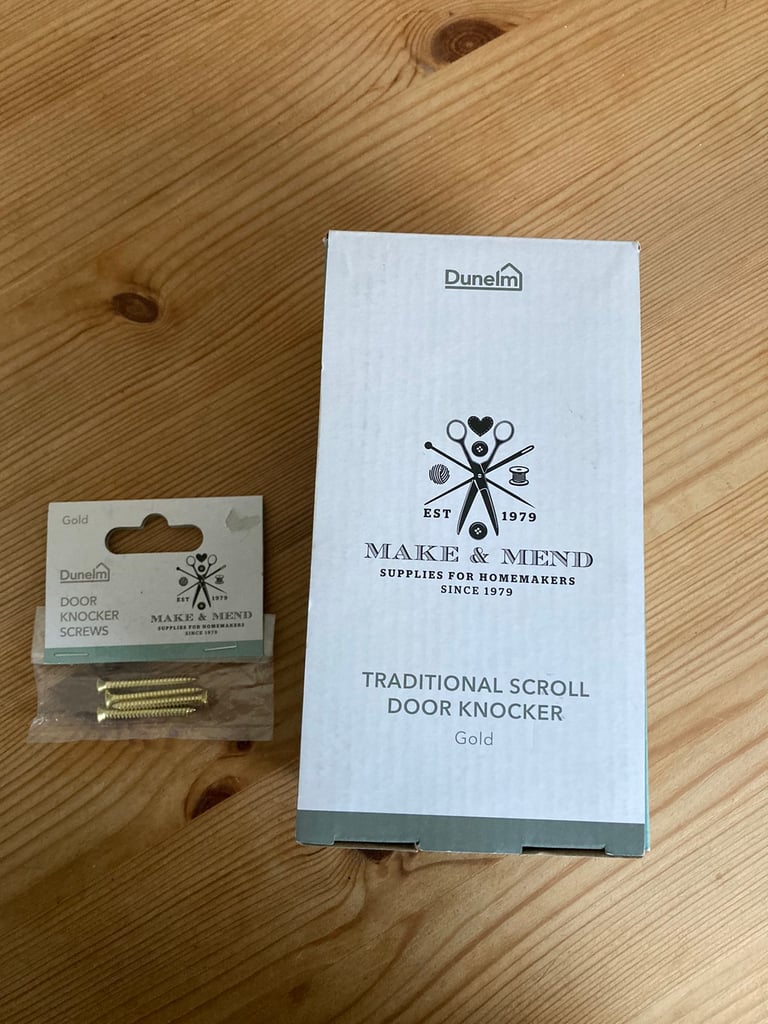 Dunelm
EST 1979
MAKE & MEND
SUPPLIES FOR HOMEMAKERS
SINCE 1979
TRADITIONAL SCROLL
DOOR KNOCKER
Gold
Gold
Dunelm
DOOR
KNOCKER
SCREWS
EST 1979
MAKE & MEND
SUPPLIES FOR HOMEMAKERS
SINCE 1979